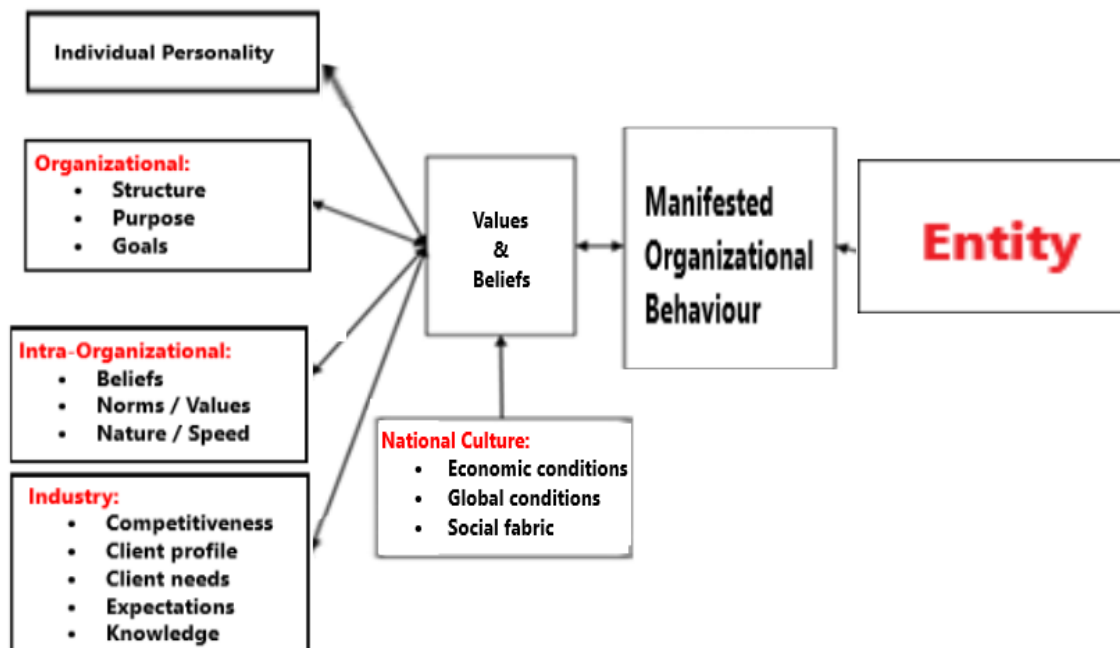 Individual Personality
Organizational:
• Structure
• Purpose
• Goals
Intra-Organizational:
• Beliefs
• Norms / Values
• Nature / Speed
Industry:
• Competitiveness
• Client profile
• Client needs
• Expectations
• Knowledge
Values
&
Beliefs
National Culture:
• Economic conditions
• Global conditions
• Social fabric
Manifested
Organizational
Behaviour
Entity